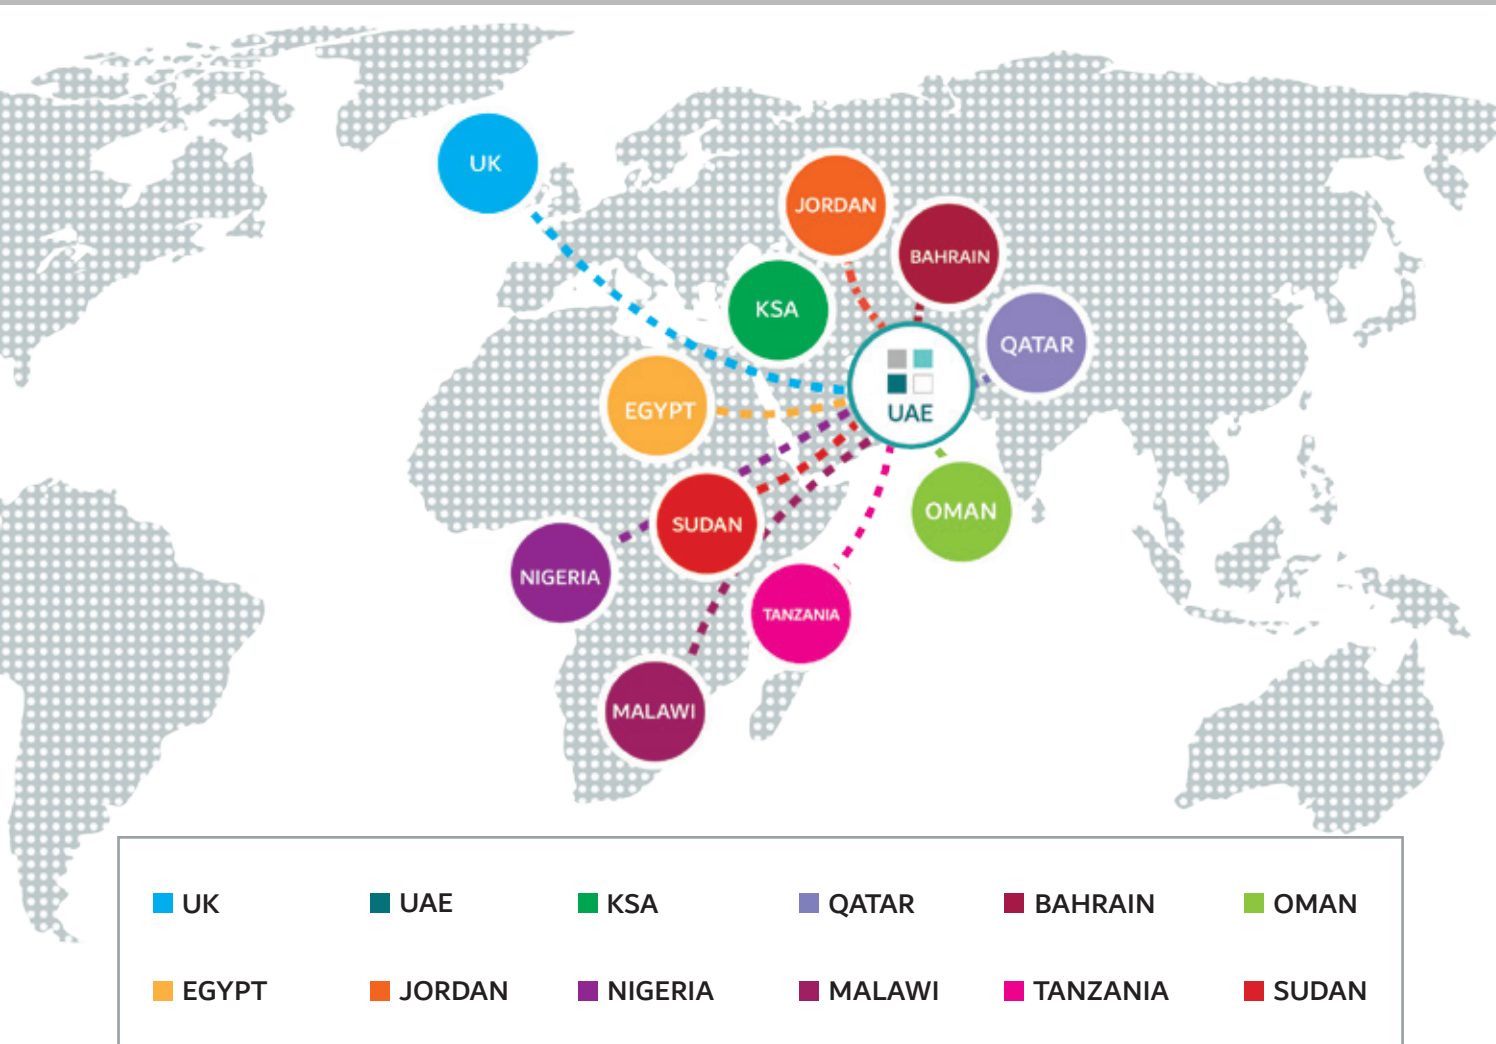 UK
JORDAN
BAHRAIN
KSA
QATAR
EGYPT
UAE
OMAN
SUDAN
NIGERIA
TANZANIA
MALAWI
UK UAE KSA QATAR BAHRAIN OMAN
EGYPT JORDAN NIGERIA MALAWI TANZANIA SUDAN